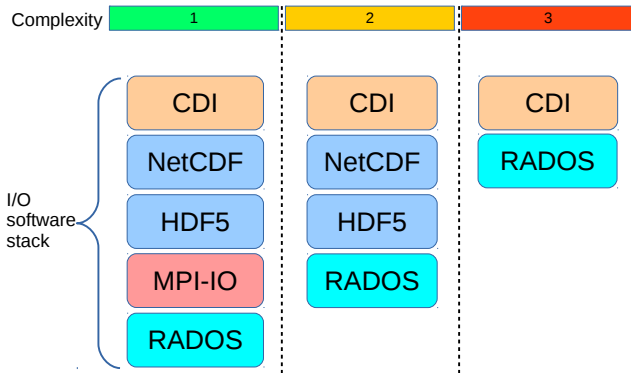 Complexity 1 2 3
CDI CDI CDI
NetCDF NetCDF RADOS
I/O
software
stack
HDF5 HDF5
MPI-IO RADOS
RADOS